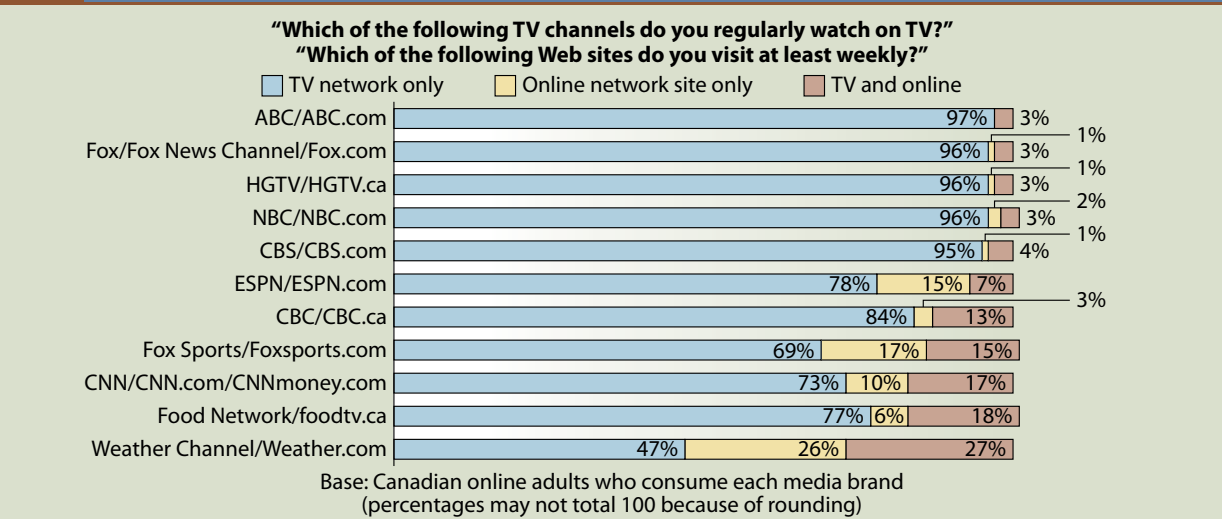 “Which of the following TV channels do you regularly watch on TV?”
“Which of the following Web sites do you visit at least weekly?”
TV network only Online network site only TV and online
ABC/ABC.com 97% 3%
1%
Fox/Fox News Channel/Fox.com 96% 3%
1%
HGTV/HGTV.ca 96% 3%
2%
NBC/NBC.com 96% 3%
1%
CBS/CBS.com 95% 4%
ESPN/ESPN.com 78% 15% 7%
3%
CBC/CBC.ca 84% 13%
Fox Sports/Foxsports.com 69% 17% 15%
CNN/CNN.com/CNNmoney.com 73% 10% 17%
Food Network/foodtv.ca 77% 6% 18%
Weather Channel/Weather.com 47% 26% 27%
Base: Canadian online adults who consume each media brand
(percentages may not total 100 because of rounding)